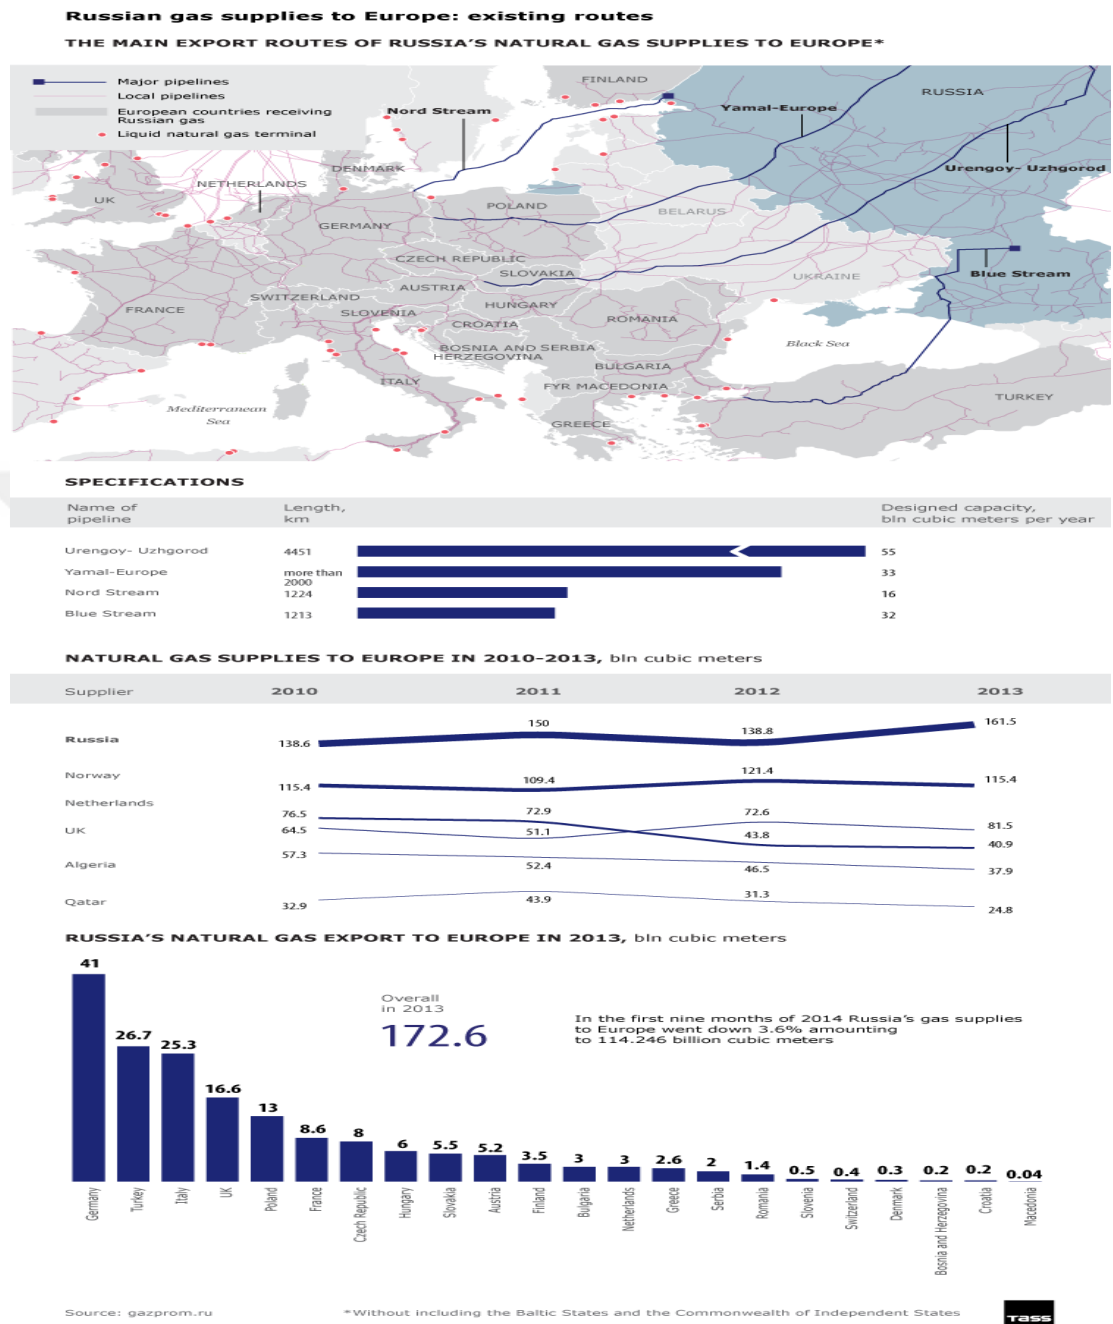 Russian gas supplies to Europe: existing routes
THE MAIN EXPORT ROUTES OF RUSSIA'S NATURAL GAS SUPPLIES TO EUROPE*
Major pipelines
Local pipelines
European countries receiving
Russian gas
Liquid natural gas terminal
FINLAND
Nord Stream
Yamal-Europe
RUSSIA
Urengoy- Uzhgorod
DENMARK
NETHERLANDS
UK
POLAND
BELARUS
GERMANY
CZECH REPUBLIC
SLOVAKIA
Blue Stream
UKRAINE
AUSTRIA
SWITZERLAND
HUNGARY
FRANCE
SLOVENIA
ROMANIA
CROATIA
Black Sea
BOSNIA AND SERBIA
HERZEGOVINA
BULGARIA
ITALY
FYR MACEDONIA
TURKEY
Mediterranean
Sea
GREECE
SPECIFICATIONS
Name of
pipeline
Length,
km
Designed capacity,
bln cubic meters per year
Urengoy- Uzhgorod 4451 55
Yamal-Europe more than
2000 33
Nord Stream 1224 16
Blue Stream 1213 32
NATURAL GAS SUPPLIES TO EUROPE IN 2010-2013, bln cubic meters
Supplier 2010 2011 2012 2013
Russia 138.6 150 138.8 161.5
Norway 115.4 109.4 121.4 115.4
Netherlands 76.5 72.9 72.6 81.5
UK 64.5 51.1 43.8 40.9
Algeria 57.3 52.4 46.5 37.9
Qatar 32.9 43.9 31.3 24.8
RUSSIA'S NATURAL GAS EXPORT TO EUROPE IN 2013, bln cubic meters
Overall
in 2013
172.6
In the first nine months of 2014 Russia's gas supplies
to Europe went down 3.6% amounting
to 114.246 billion cubic meters
41 26.7 25.3 16.6 13 8.6 8 6 5.5 5.2 3.5 3 3 2.6 2 1.4 0.5 0.4 0.3 0.2 0.2 0.04
Germany
Turkey
Italy
UK
Poland
France
Czech Republic
Hungary
Slovakia
Austria
Finland
Bulgaria
Netherlands
Greece
Serbia
Romania
Slovenia
Switzerland
Denmark
Bosnia and Herzegovina
Croatia
Macedonia
Source: gazprom.ru
*Without including the Baltic States and the Commonwealth of Independent States
TASS